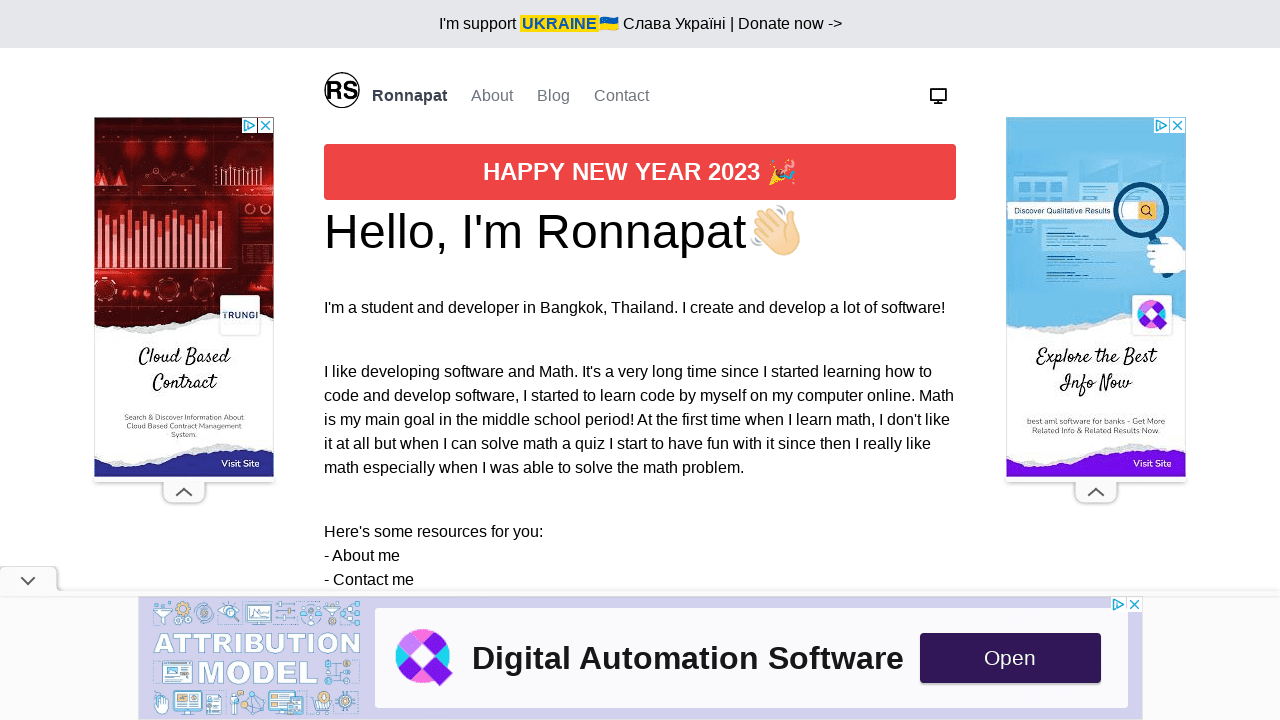 I'm support UKRAINE🇺🇦 Слава Україні | Donate now ->
RS Ronnapat About Blog Contact
HAPPY NEW YEAR 2023 🎉
Hello, I'm Ronnapat👋🏻
I'm a student and developer in Bangkok, Thailand. I create and develop a lot of software!
I like developing software and Math. It's a very long time since I started learning how to
code and develop software, I started to learn code by myself on my computer online. Math
is my main goal in the middle school period! At the first time when I learn math, I don't like
it at all but when I can solve math a quiz I start to have fun with it since then I really like
math especially when I was able to solve the math problem.
Here's some resources for you:
- About me
- Contact me
RUNGI
Cloud Based
Contract
Search & Discover Information About
Cloud Based Contract Management
System.
Visit Site
Discover Qualitative Results
Explore the Best
Info Now
best aml software for banks - Get More
Related Info & Related Results Now.
Visit Site
ATTRIBUTION
MODEL
Digital Automation Software
Open